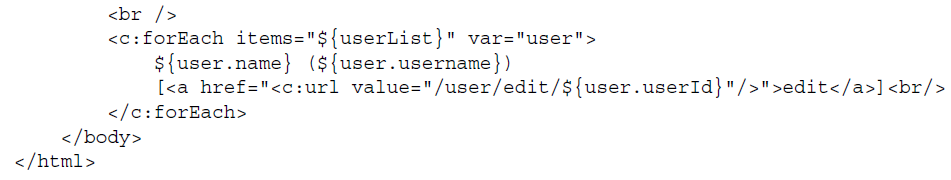 <br />
<c:forEach items="${userList}" var="user">
${user.name} (${user.username})
[<a href="<c:url value="/user/edit/${user.userId}"/>">edit</a>]<br/>
</c:forEach>
</body>
</html>